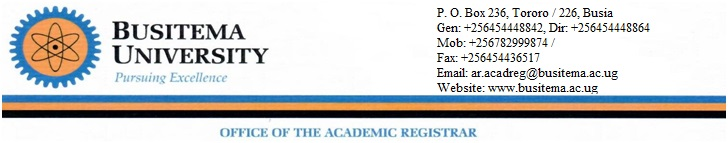 BUSITEMA
UNIVERSITY
Pursuing Excellence
P. O. Box 236, Tororo / 226, Busia
Gen: +256454448842, Dir: +256454448864
Mob: +256782999874 /
Fax: +256454436517
Email: ar.acadreg@busitema.ac.ug
Website: www.busitema.ac.ug
OFFICE OF THE ACADEMIC REGISTRAR